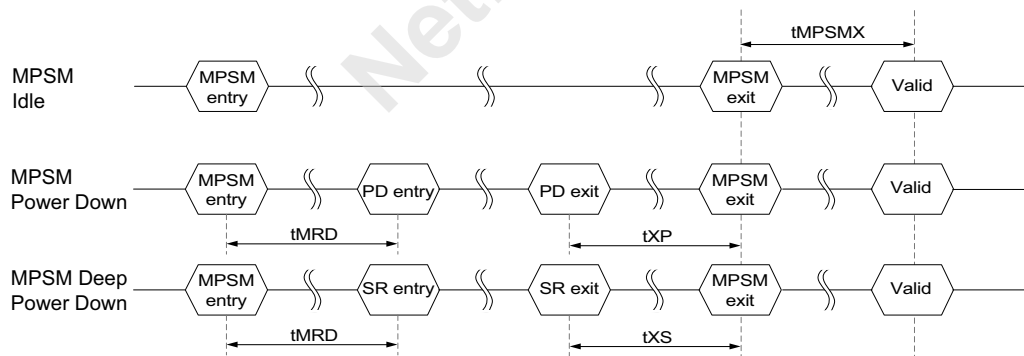 tMPSMX
MPSM
Idle
MPSM
entry
MPSM
exit
Valid
MPSM
Power Down
MPSM
entry
PD entry
PD exit
MPSM
exit
Valid
tMRD
tXP
MPSM Deep
Power Down
MPSM
entry
SR entry
SR exit
MPSM
exit
Valid
tMRD
tXS